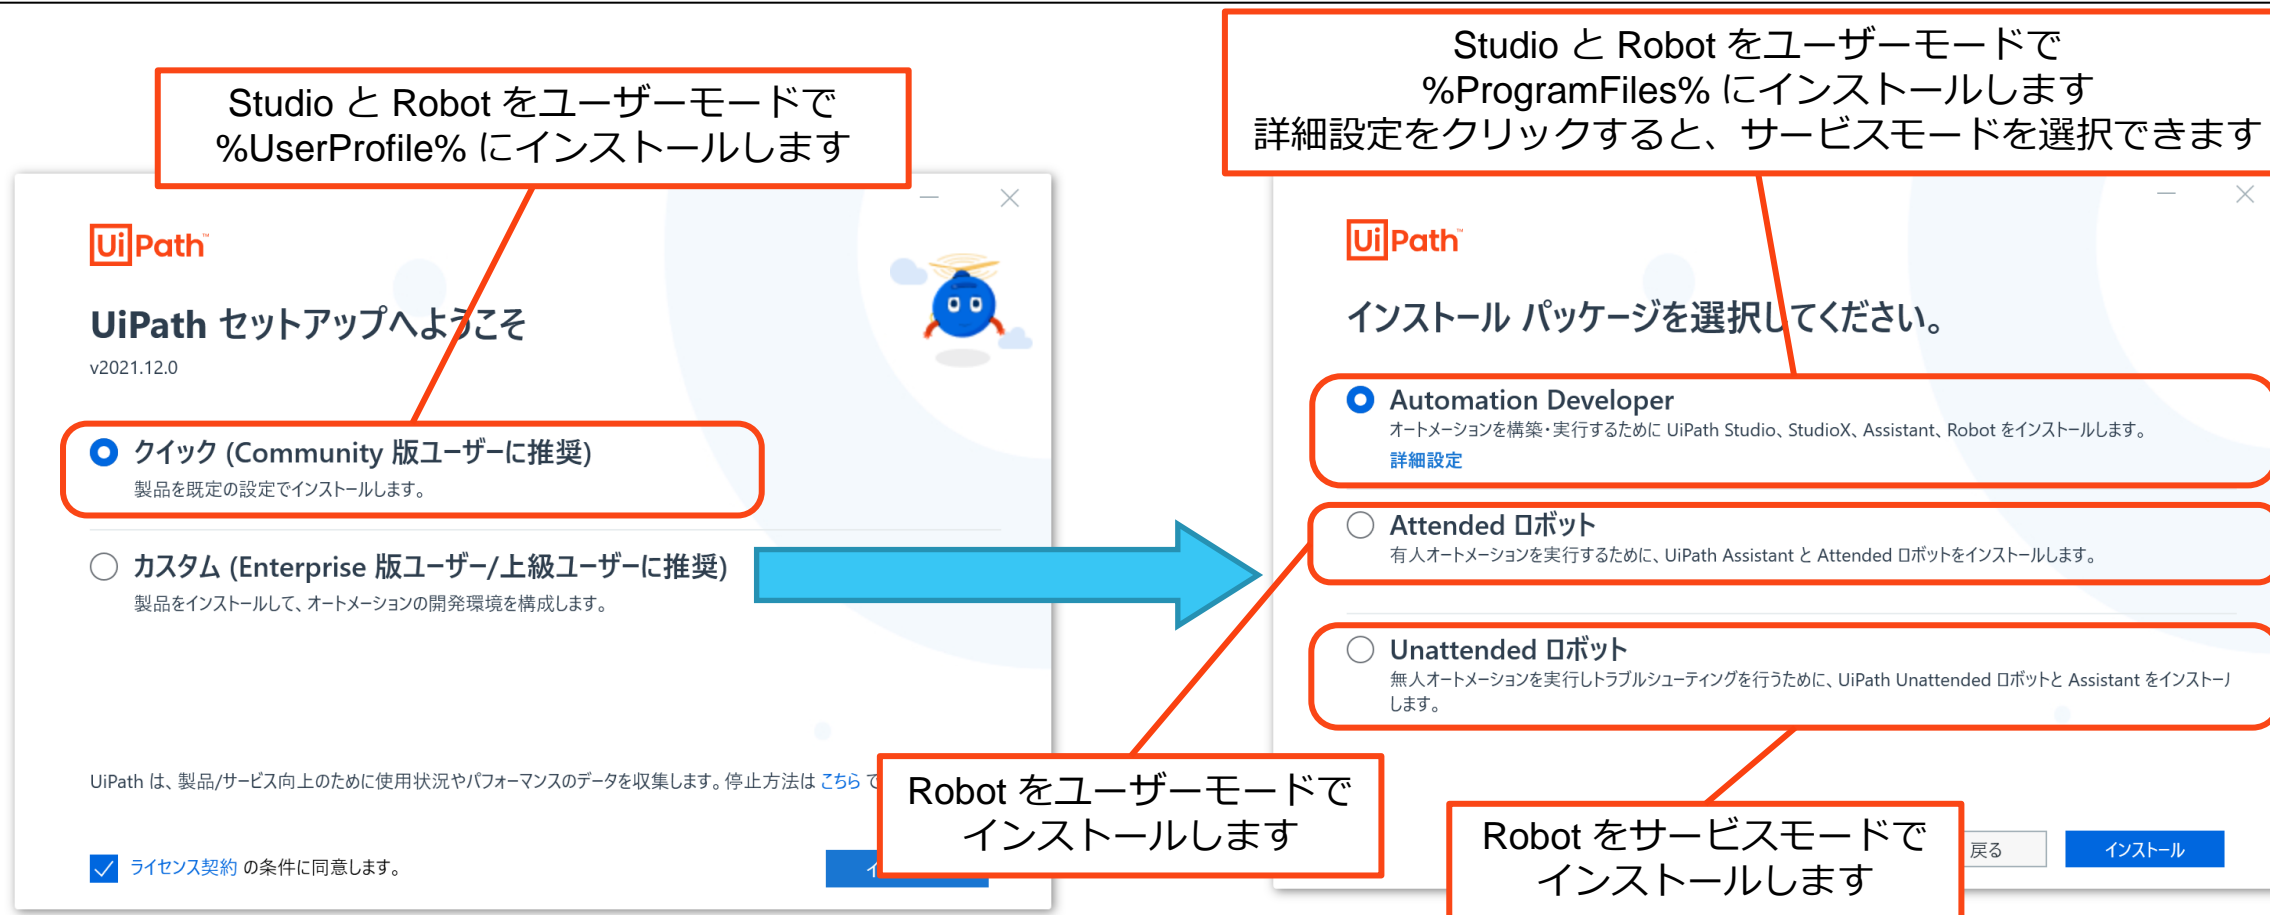 Studio と Robot をユーザーモードで
%UserProfile% にインストールします
Studio と Robot をユーザーモードで
%ProgramFiles% にインストールします
詳細設定をクリックすると、サービスモードを選択できます
UiPath™
UiPath セットアップへようこそ
v2021.12.0
クイック (Community 版ユーザーに推奨)
製品を既定の設定でインストールします。
カスタム (Enterprise 版ユーザー/上級ユーザーに推奨)
製品をインストールして、オートメーションの開発環境を構成します。
UiPath は、製品/サービス向上のために使用状況やパフォーマンスのデータを収集します。停止方法は こちら で
ライセンス契約 の条件に同意します。
UiPath™
インストール パッケージを選択してください。
Automation Developer
オートメーションを構築・実行するために UiPath Studio、StudioX、Assistant、Robot をインストールします。
詳細設定
Attended ロボット
有人オートメーションを実行するために、UiPath Assistant と Attended ロボットをインストールします。
Unattended ロボット
無人オートメーションを実行しトラブルシューティングを行うために、UiPath Unattended ロボットと Assistant をインストール
します。
Robot をユーザーモードで
インストールします
Robot をサービスモードで
インストールします
戻る
インストール